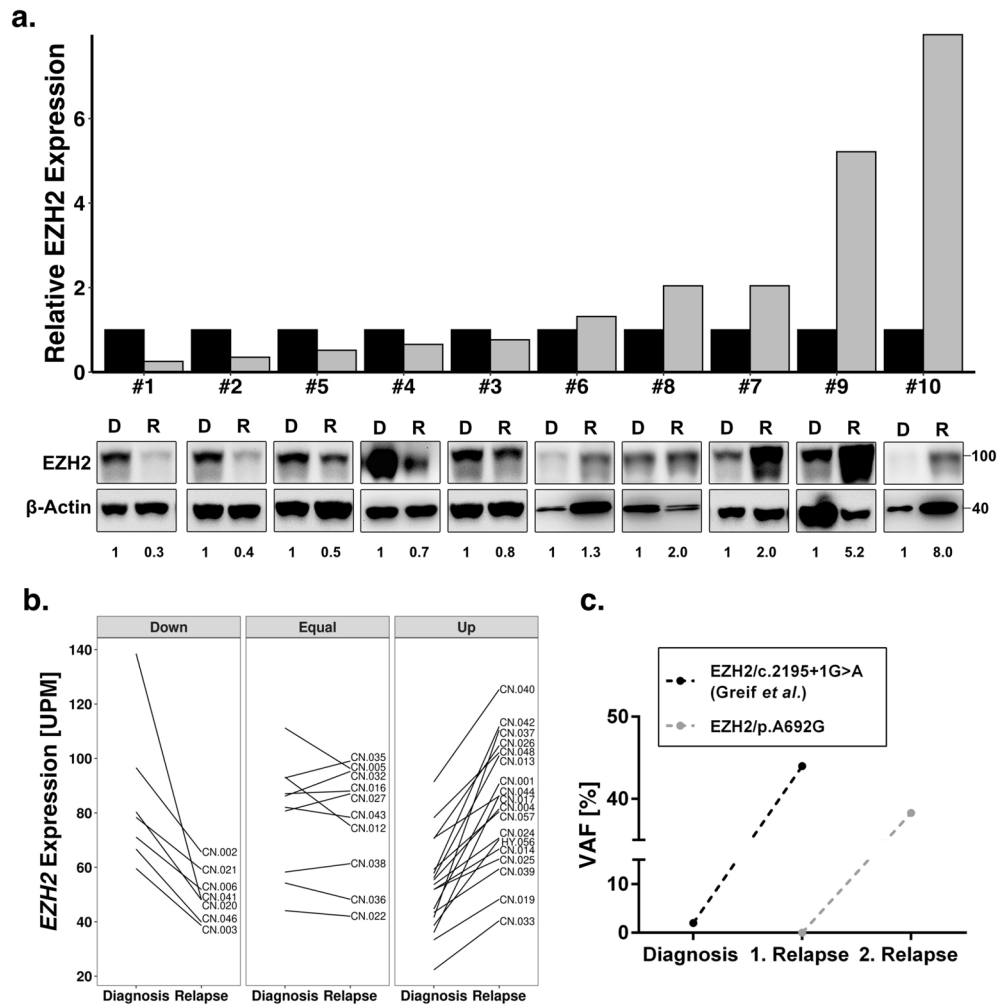 a.
Relative EZH2 Expression
6
4
2
0
#1 #2 #5 #4 #3 #6 #8 #7 #9 #10
D R D R D R D R D R D R D R D R D R D R
EZH2
100
β-Actin
40
1 0.3 1 0.4 1 0.5 1 0.7 1 0.8 1 1.3 1 2.0 1 2.0 1 5.2 1 8.0
b.
EZH2 Expression [UPM]
Down Equal Up
140
120
100
80
60
40
20
CN.002
CN.021
CN.006
CN.041
CN.020
CN.046
CN.003
CN.035
CN.005
CN.032
CN.016
CN.027
CN.043
CN.012
CN.038
CN.036
CN.022
CN.040
CN.042
CN.037
CN.026
CN.048
CN.013
CN.001
CN.044
CN.017
CN.004
CN.057
CN.024
HY.056
CN.014
CN.025
CN.039
CN.019
CN.033
Diagnosis Relapse Diagnosis Relapse Diagnosis Relapse
c.
EZH2/c.2195+1G>A
(Greif et al.)
EZH2/p.A692G
VAF [%]
50
40
10
0
Diagnosis 1. Relapse 2. Relapse